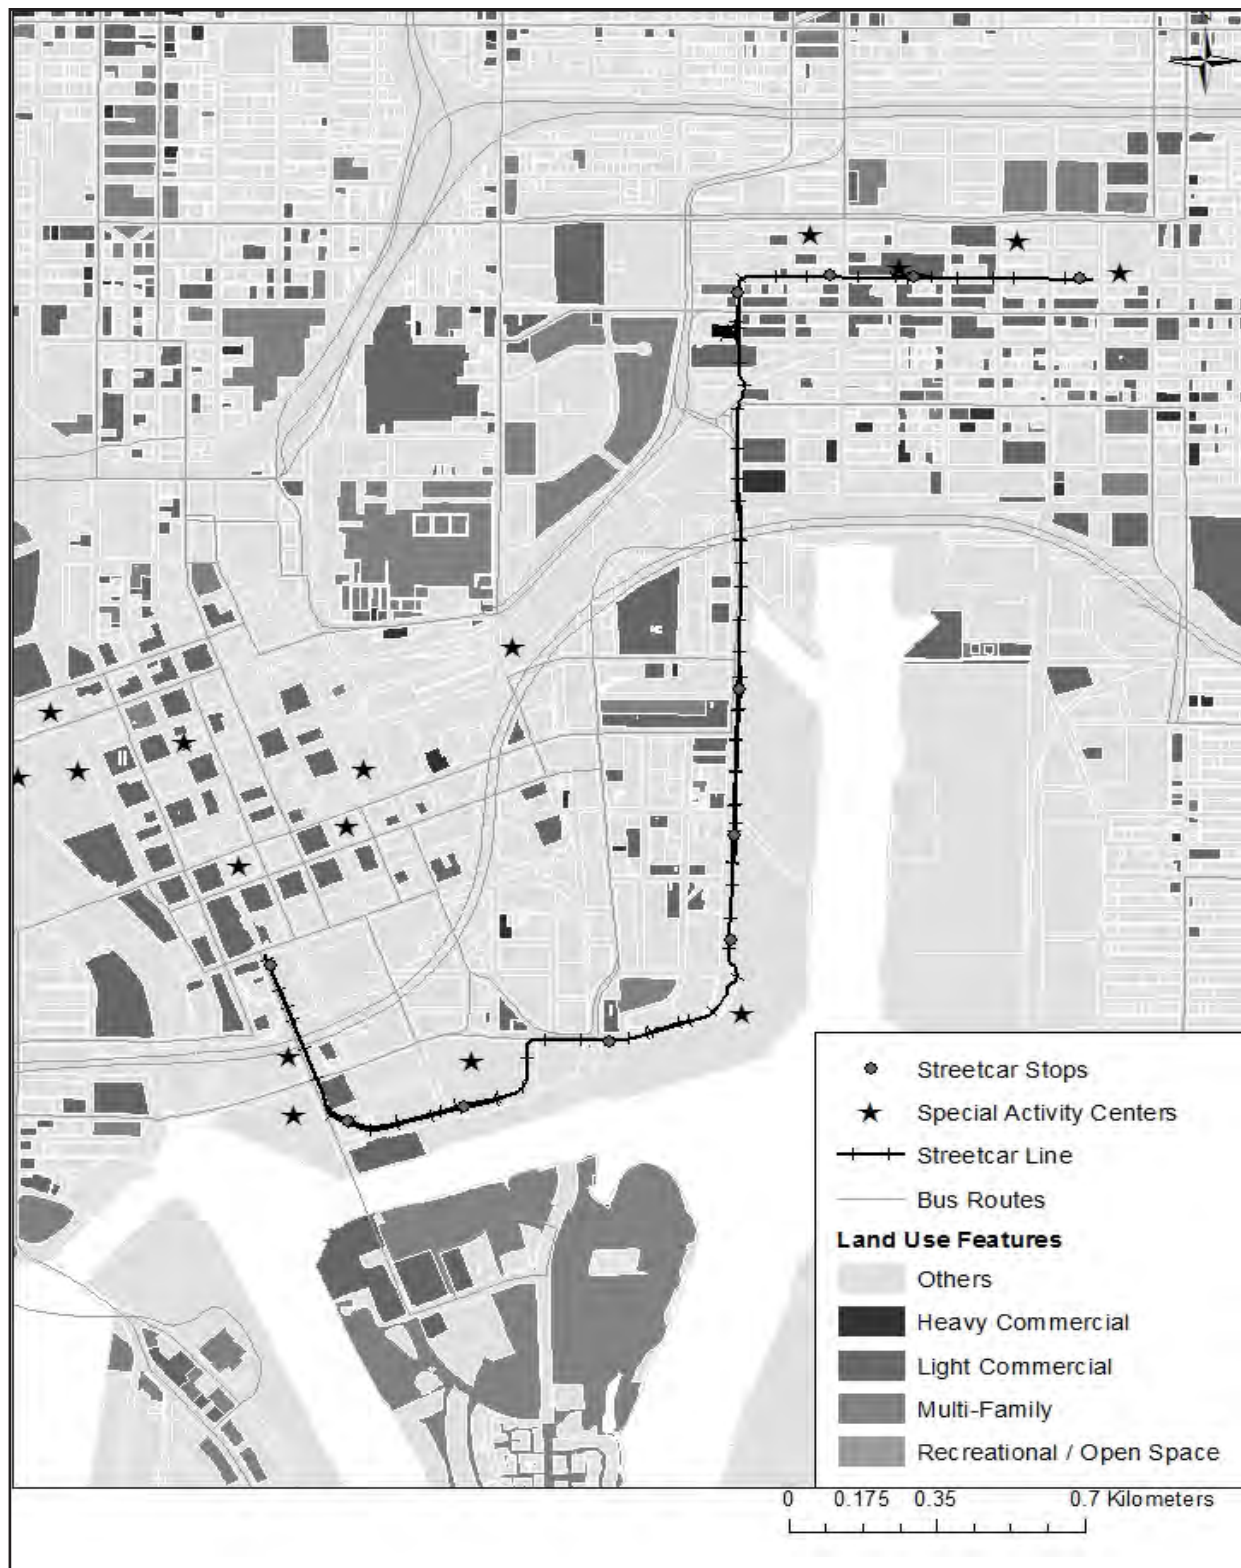 Streetcar Stops
Special Activity Centers
Streetcar Line
Bus Routes
Land Use Features
Others
Heavy Commercial
Light Commercial
Multi-Family
Recreational / Open Space
0 0.175 0.35 0.7 Kilometers